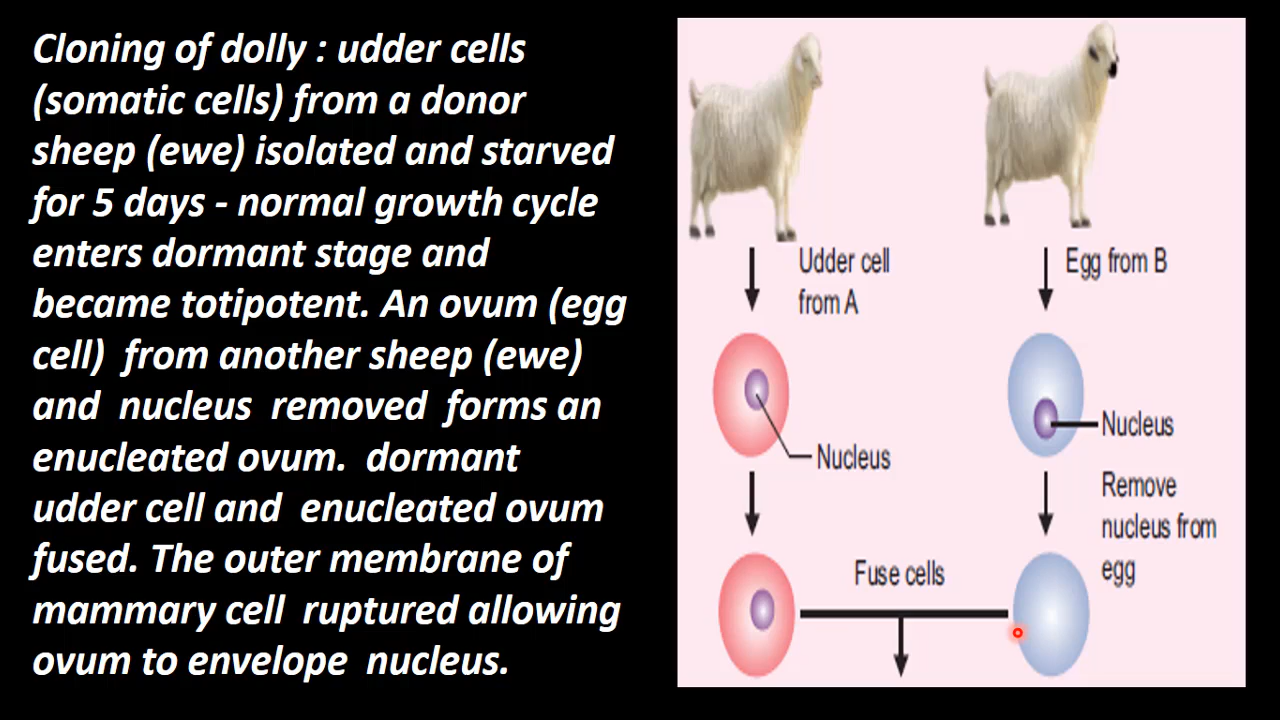 Cloning of dolly : udder cells
(somatic cells) from a donor
sheep (ewe) isolated and starved
for 5 days - normal growth cycle
enters dormant stage and
became totipotent. An ovum (egg
cell)  from another sheep (ewe)
and  nucleus  removed  forms an
enucleated ovum.  dormant
udder cell and  enucleated ovum
fused. The outer membrane of
mammary cell  ruptured allowing
ovum to envelope  nucleus.
Udder cell
from A
Egg from B
Nucleus
Nucleus
Remove
nucleus from
egg
Fuse cells